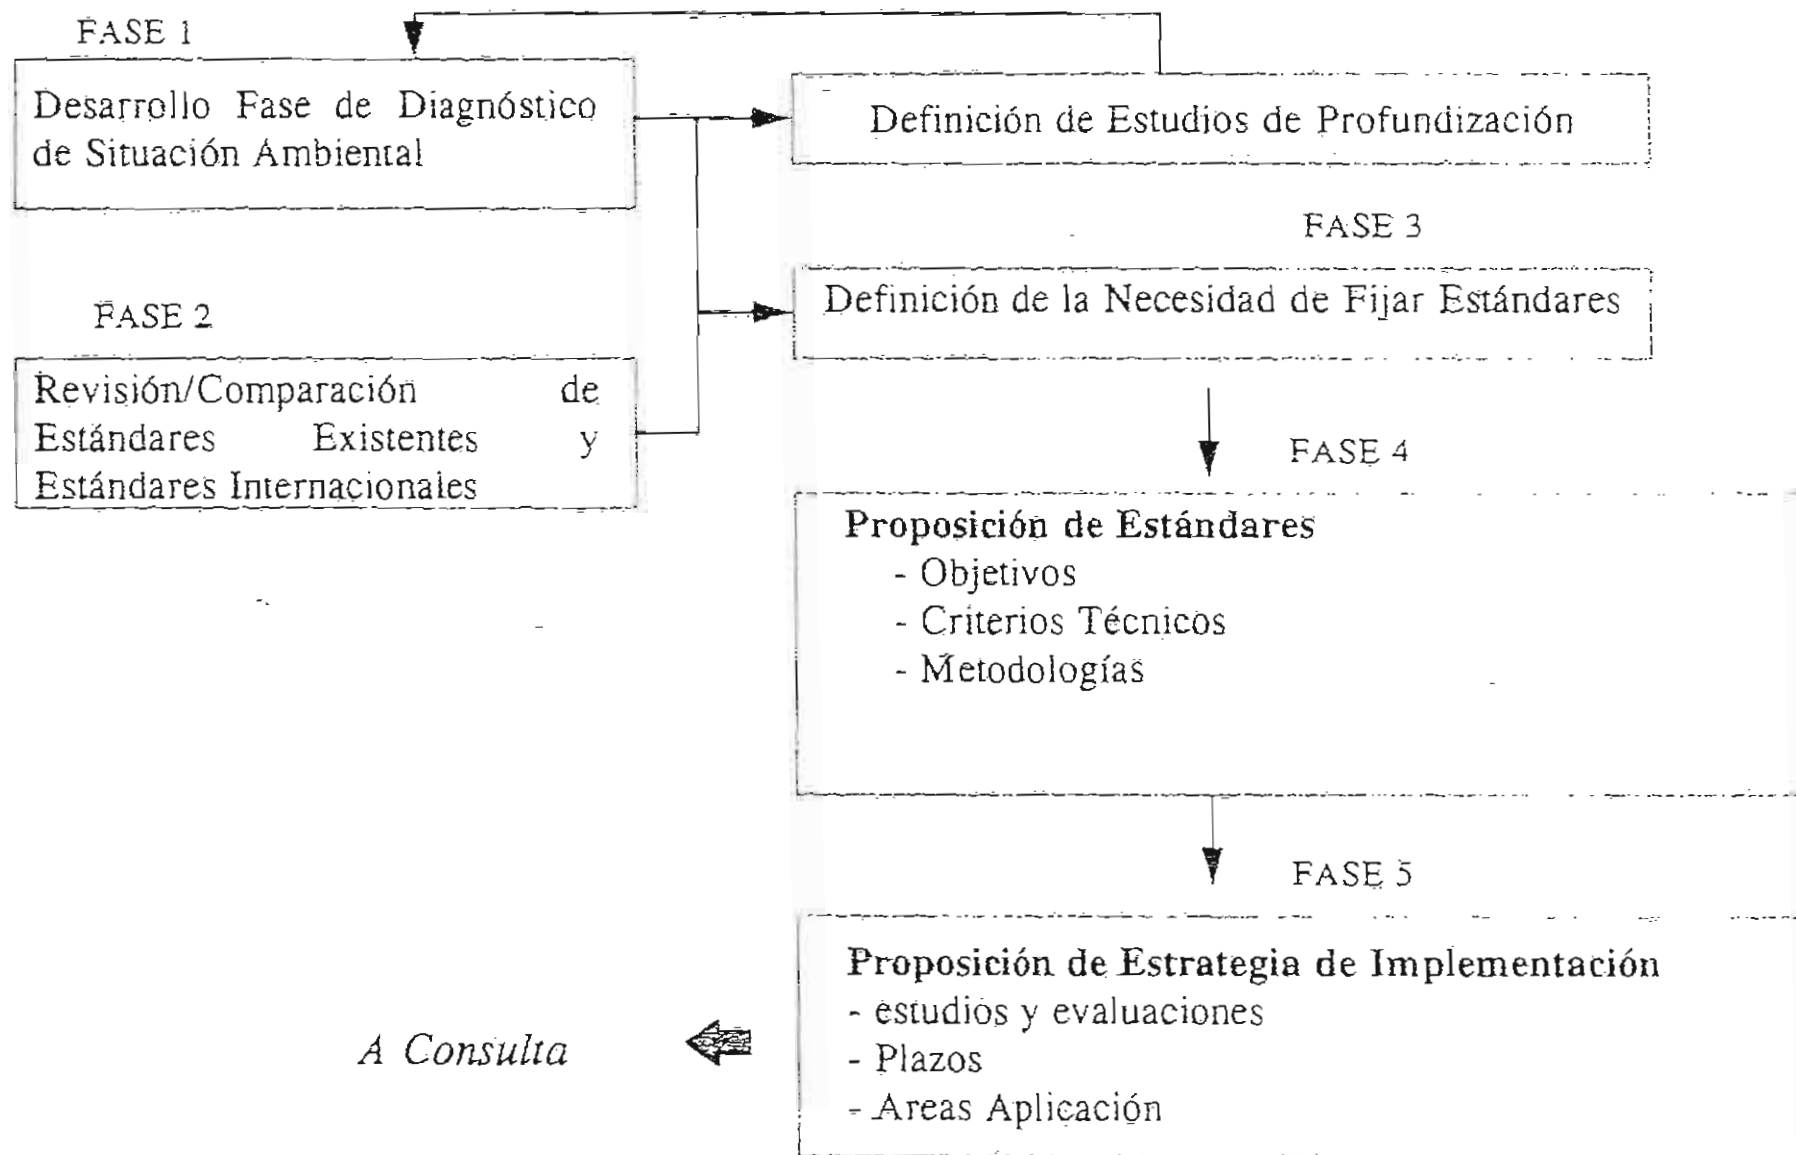 FASE 1
Desarrollo Fase de Diagnóstico
de Situación Ambiental
Definición de Estudios de Profundización
FASE 3
Definición de la Necesidad de Fijar Estándares
FASE 2
Revisión/Comparación de
Estándares Existentes y
Estándares Internacionales
FASE 4
Proposición de Estándares
- Objetivos
- Criterios Técnicos
- Metodologías
FASE 5
Proposición de Estrategia de Implementación
- estudios y evaluaciones
- Plazos
- Areas Aplicación
A Consulta